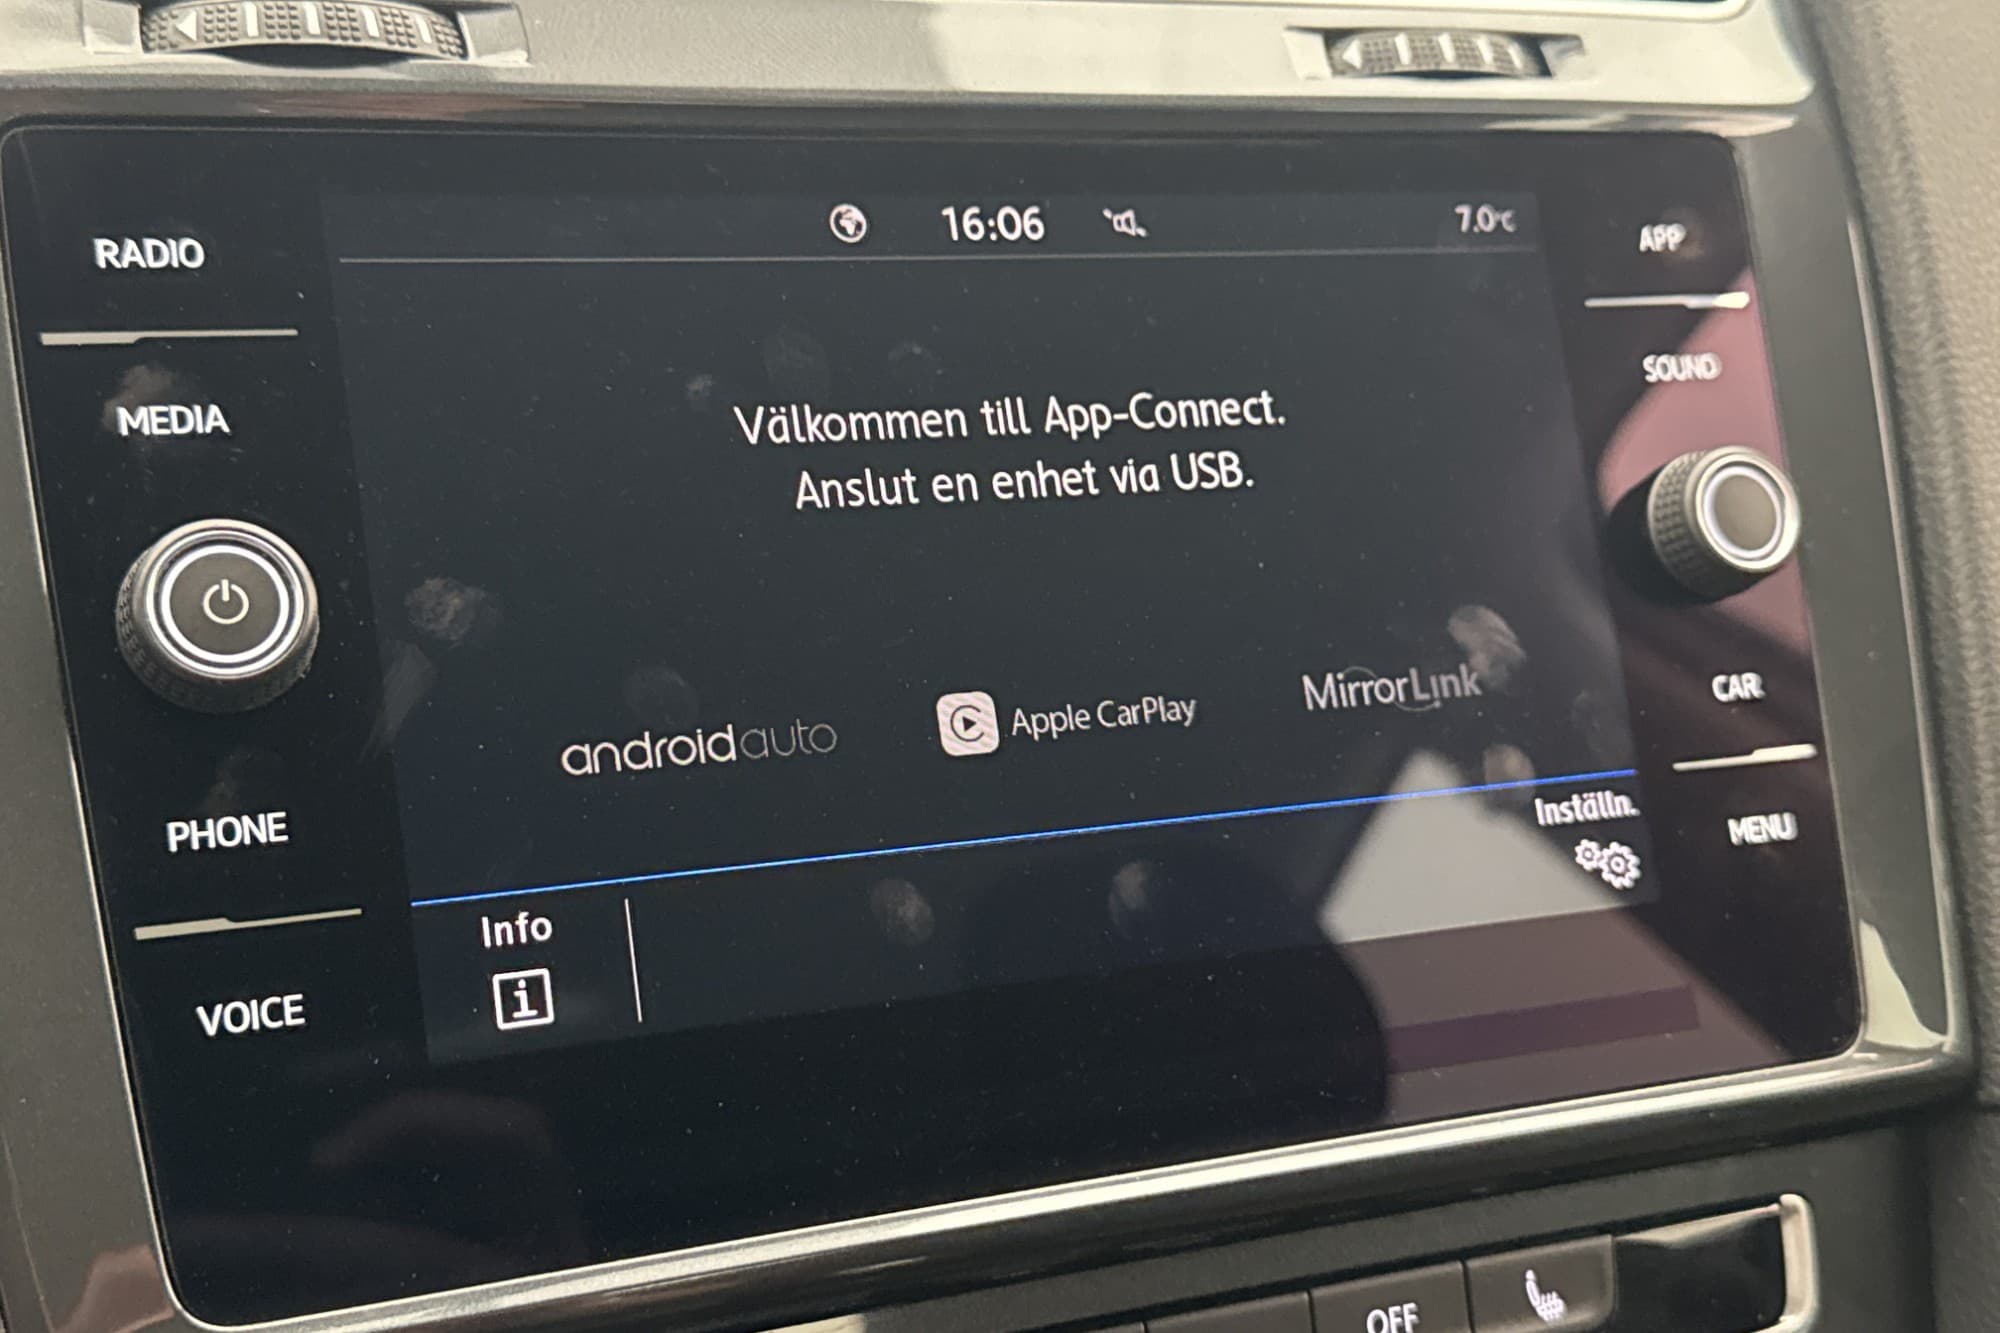 16:06
7.0°C
RADIO
APP
MEDIA
SOUND
Välkommen till App-Connect.
Anslut en enhet via USB.
androidauto
Apple CarPlay
MirrorLink
CAR
PHONE
Inställn.
MENU
Info
i
VOICE
OFF